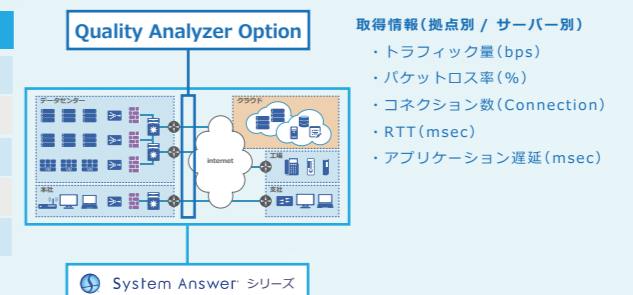 Quality Analyzer Option
取得情報(拠点別 / サーバー別)
・トラフィック量(bps)
・パケットロス率(%)
・コネクション数(Connection)
・RTT(msec)
・アプリケーション遅延(msec)
データセンター
クラウド
internet
工場
本社
支社
System Answer シリーズ